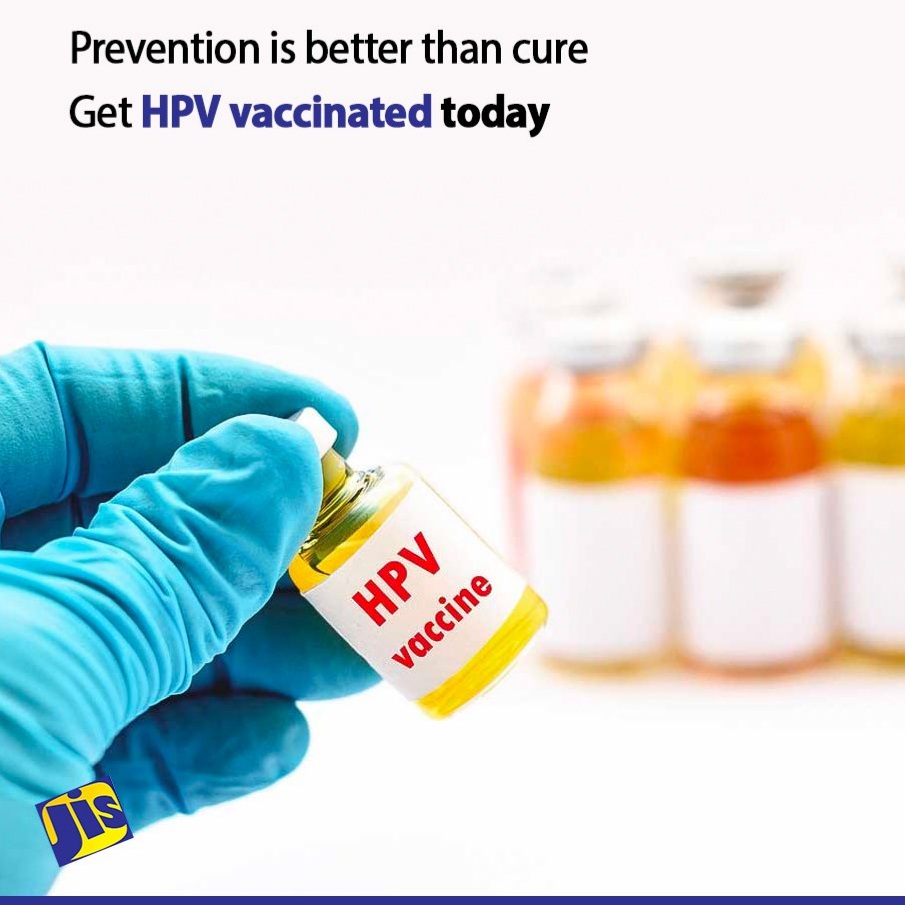 Prevention is better than cure
Get HPV vaccinated today
HPV
vaccine
jis